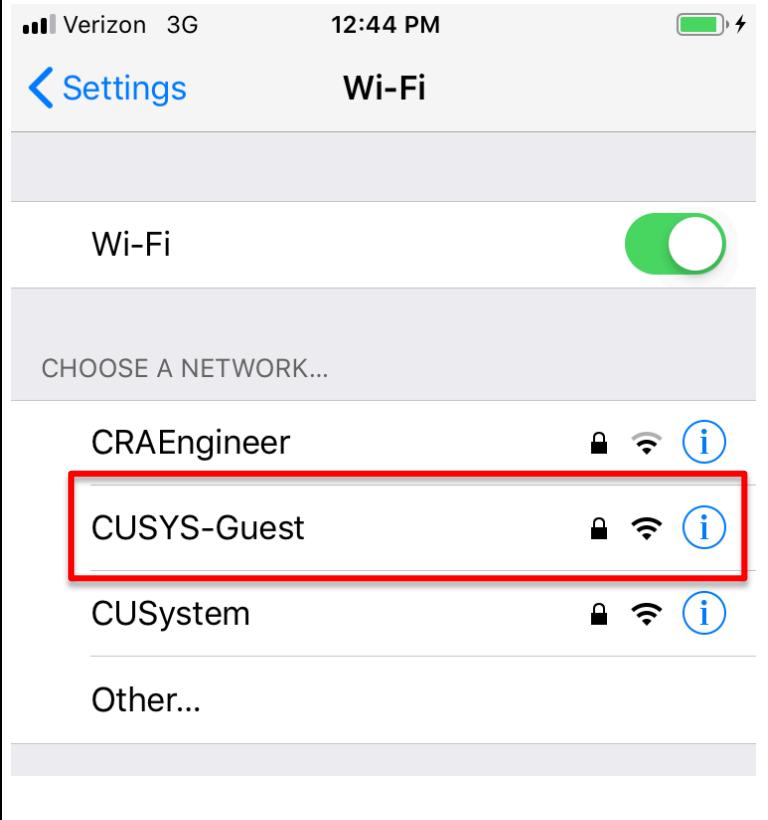 Verizon 3G 12:44 PM
Settings Wi-Fi
Wi-Fi
CHOOSE A NETWORK...
CRAEngineer i
CUSYS-Guest i
CUSystem i
Other...